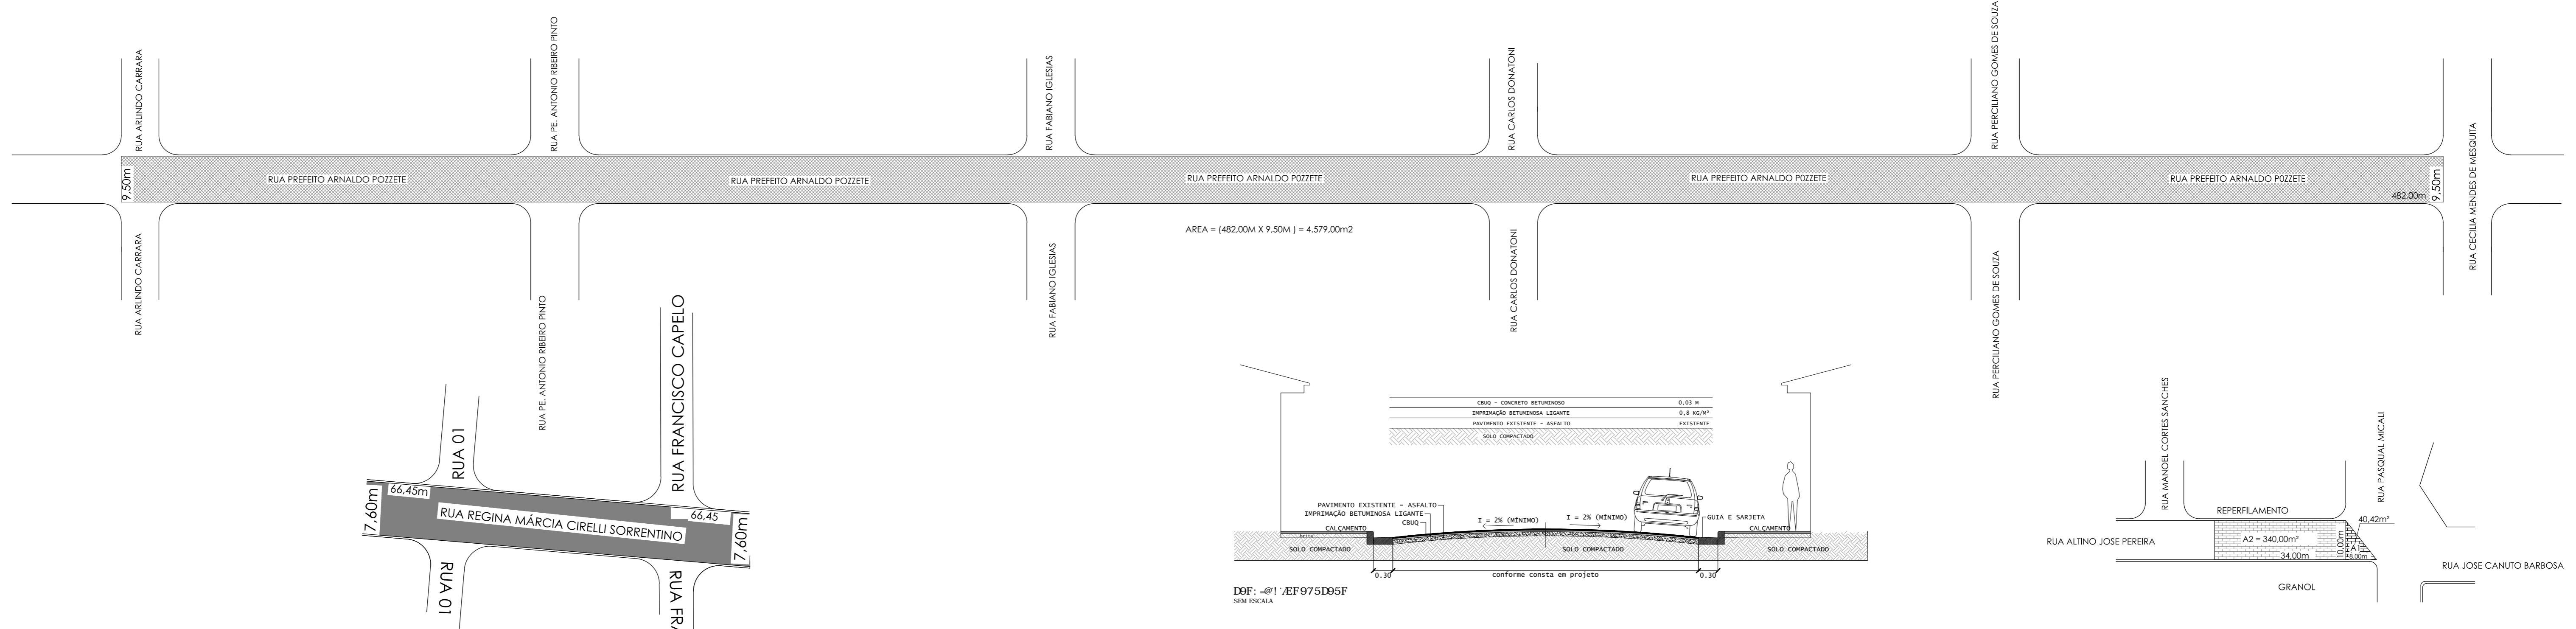 RUA ARLINDO CARRARA
RUA PE. ANTONIO RIBEIRO PINTO
RUA FABIANO IGLESIAS
RUA CARLOS DONATONI
RUA PERCILIANO GOMES DE SOUZA
RUA CECILIA MENDES DE MESQUITA
9,50m
RUA PREFEITO ARNALDO POZZETE
RUA PREFEITO ARNALDO POZZETE
RUA PREFEITO ARNALDO P0ZZETE
RUA PREFEITO ARNALDO P0ZZETE
RUA PREFEITO ARNALDO P0ZZETE
482,00m
9,50m
AREA = (482,00M X 9,50M ) = 4.579,00m2
RUA ARLINDO CARRARA
RUA PE. ANTONIO RIBEIRO PINTO
RUA FABIANO IGLESIAS
RUA CARLOS DONATONI
RUA PERCILIANO GOMES DE SOUZA
RUA 01
RUA FRANCISCO CAPELO
7,60m
66,45m
RUA REGINA MÁRCIA CIRELLI SORRENTINO
66,45
7,60m
RUA 01
RUA FRA
CBUQ - CONCRETO BETUMINOSO 0,03 M
IMPRIMAÇÃO BETUMINOSA LIGANTE 0,8 KG/M²
PAVIMENTO EXISTENTE - ASFALTO EXISTENTE
SOLO COMPACTADO
PAVIMENTO EXISTENTE - ASFALTO
IMPRIMAÇÃO BETUMINOSA LIGANTE
CBUQ
I = 2% (MÍNIMO)
I = 2% (MÍNIMO)
GUIA E SARJETA
CALÇAMENTO
CALÇAMENTO
SOLO COMPACTADO
SOLO COMPACTADO
SOLO COMPACTADO
0.30
conforme consta em projeto
0.30
D9F: =@! ´ÆF975D95F
SEM ESCALA
RUA MANOEL CORTES SANCHES
RUA PASQUAL MICALI
REPERFILAMENTO
40,42m²
RUA ALTINO JOSE PEREIRA
A2 = 340,00m²
10,00m
34,00m
8,00m
RUA JOSE CANUTO BARBOSA
GRANOL